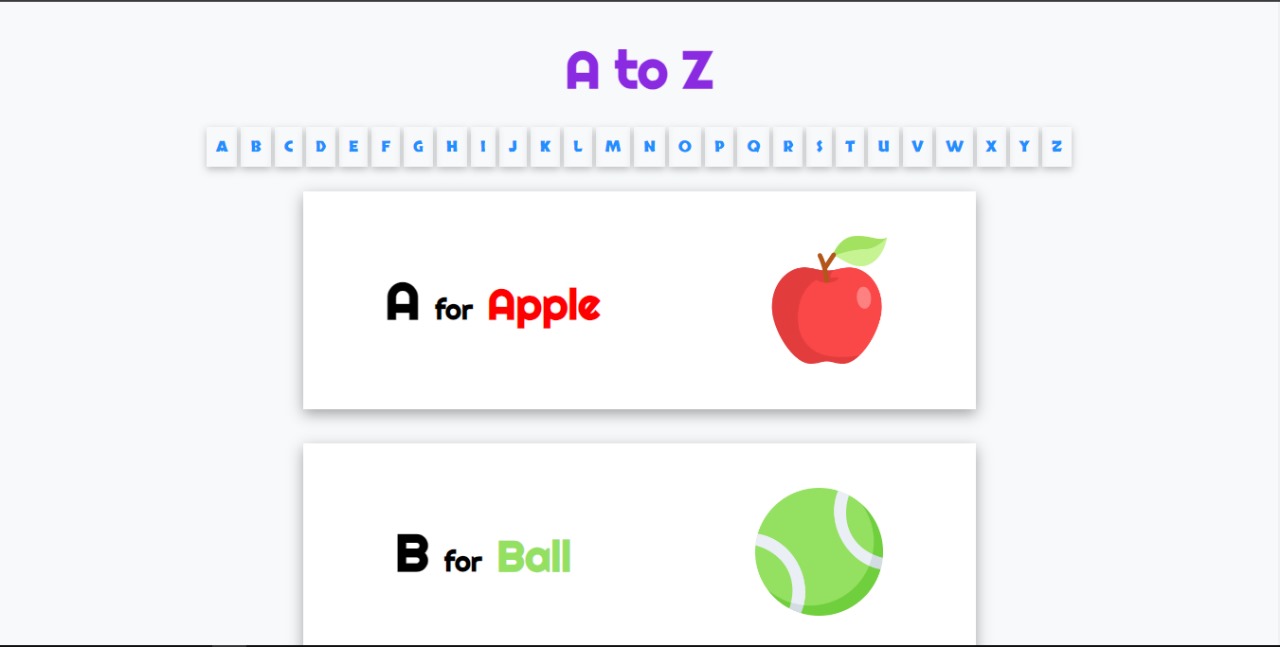 A to Z
A B C D E F G H I J K L M N O P Q R S T U V W X Y Z
A for Apple
B for Ball